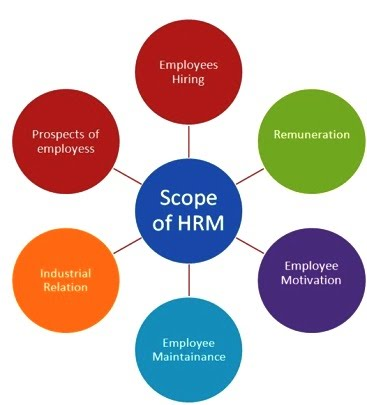 Employees
Hiring
Prospects of
employess
Remuneration
Scope
of HRM
Industrial
Relation
Employee
Motivation
Employee
Maintainance